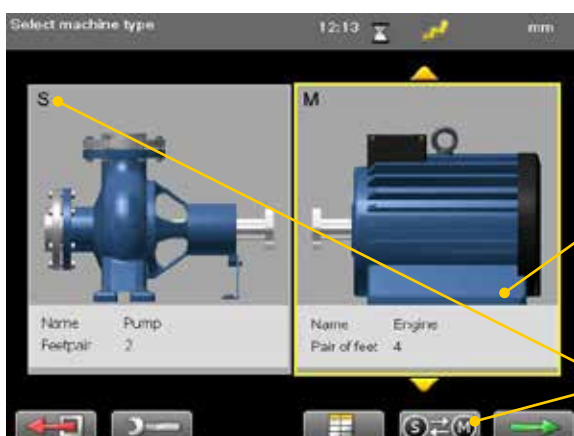 Select machine type 12:13 mm
S M
Name Pump
Feetpair 2
Name Engine
Pair of feet 4
S M